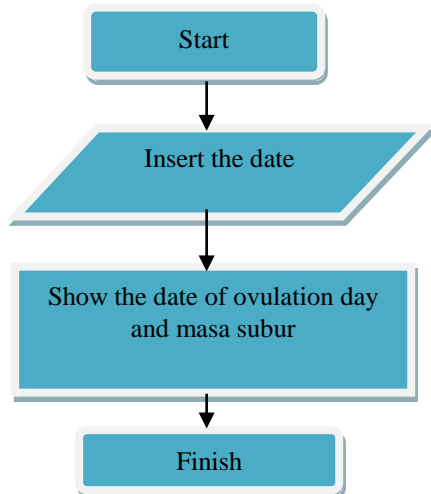 Start
Insert the date
Show the date of ovulation day
and masa subur
Finish